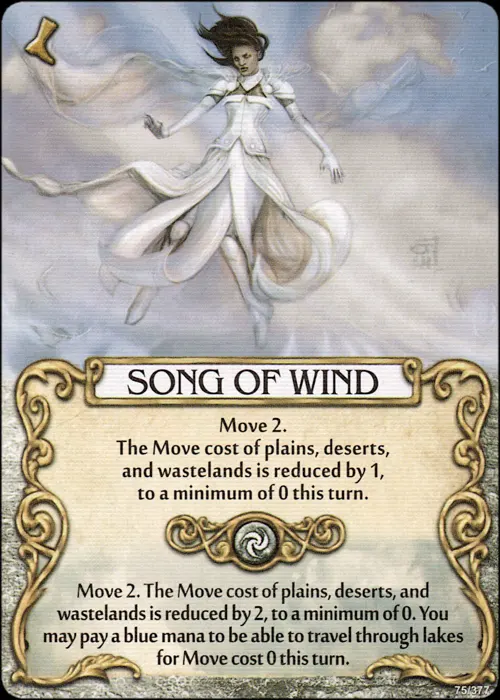 SONG OF WIND
Move 2.
The Move cost of plains, deserts,
and wastelands is reduced by 1,
to a minimum of 0 this turn.
Move 2. The Move cost of plains, deserts, and
wastelands is reduced by 2, to a minimum of 0. You
may pay a blue mana to be able to travel through lakes
for Move cost 0 this turn.
75/377